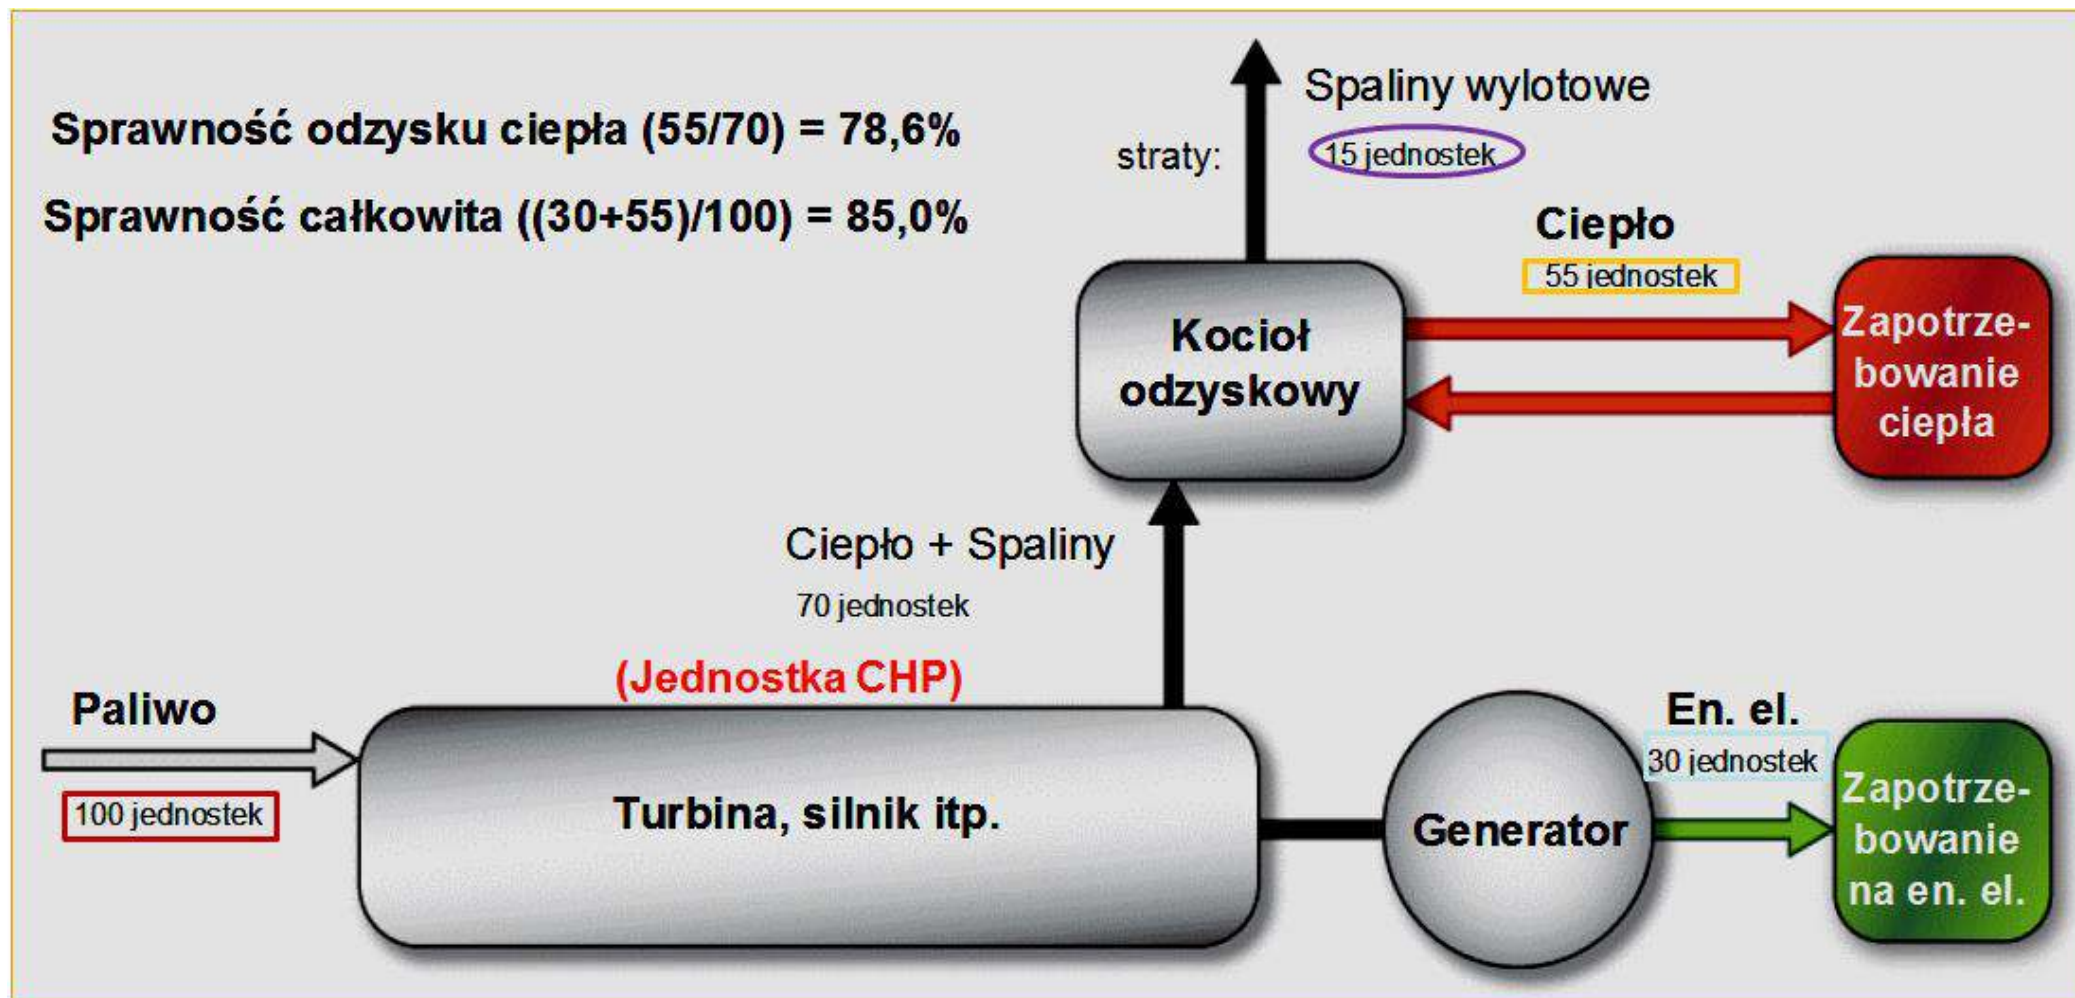 Sprawność odzysku ciepła (55/70) = 78,6%
Sprawność całkowita ((30+55)/100) = 85,0%
Spaliny wylotowe
straty:
15 jednostek
Ciepło
55 jednostek
Kocioł
odzyskowy
Zapotrze-
bowanie
ciepła
Ciepło + Spaliny
70 jednostek
(Jednostka CHP)
Paliwo
100 jednostek
Turbina, silnik itp.
Generator
En. el.
30 jednostek
Zapotrze-
bowanie
na en. el.